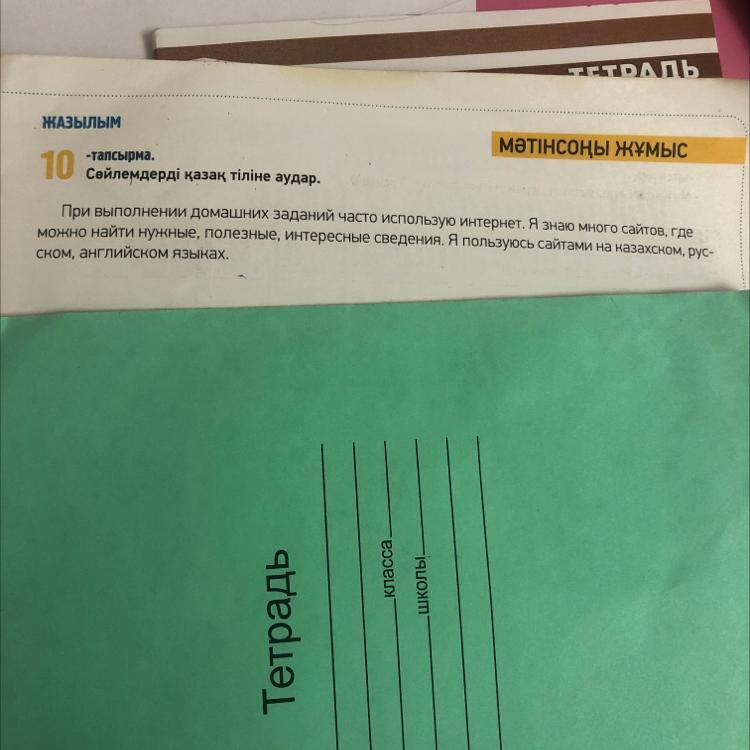 ТЕТРАДЬ
ЖАЗЫЛЫМ
МӘТІНСОҢЫ ЖҰМЫС
10 -тапсырма.
Сөйлемдерді қазақ тіліне аудар.
При выполнении домашних заданий часто использую интернет. Я знаю много сайтов, где
можно найти нужные, полезные, интересные сведения. Я пользуюсь сайтами на казахском, рус-
ском, английском языках.
Тетрадь
класса
школы